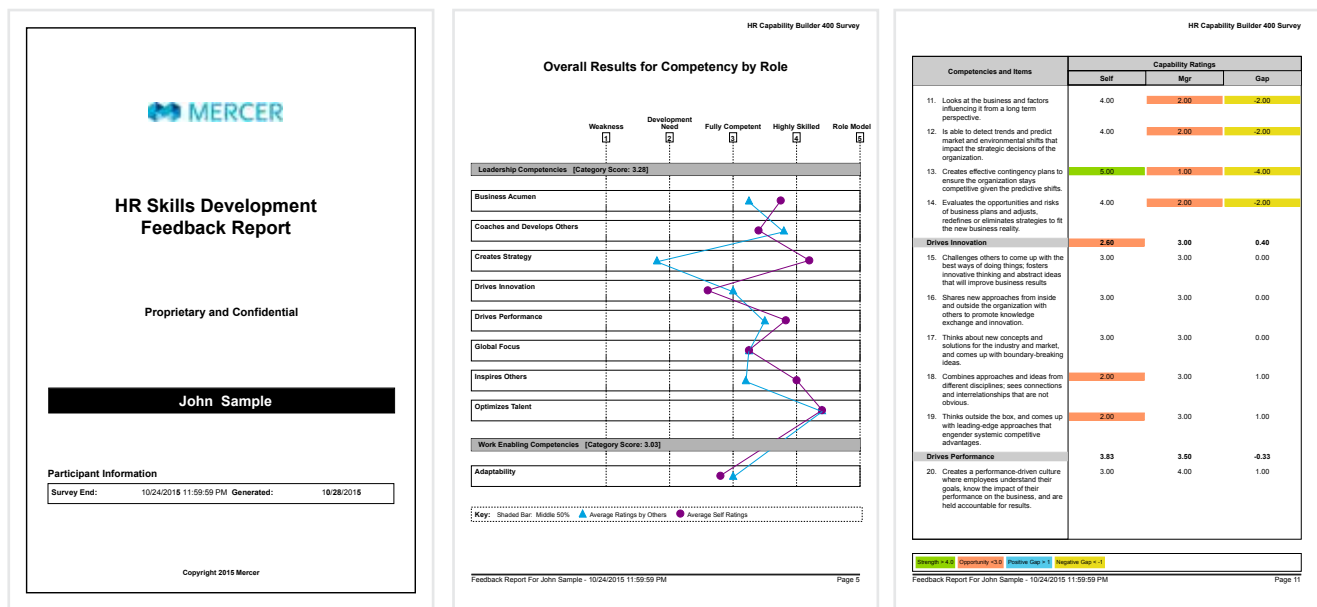 MERCER
HR Skills Development
Feedback Report
Proprietary and Confidential
John Sample
Participant Information
Survey End: 10/24/2015 11:59:59 PM Generated: 10/28/2015
Copyright 2015 Mercer
HR Capability Builder 400 Survey
Overall Results for Competency by Role
Weakness Development Need Fully Competent Highly Skilled Role Model
1 2 3 4 5
Leadership Competencies [Category Score: 3.28]
Business Acumen
Coaches and Develops Others
Creates Strategy
Drives Innovation
Drives Performance
Global Focus
Inspires Others
Optimizes Talent
Work Enabling Competencies [Category Score: 3.03]
Adaptability
Key: Shaded Bar: Middle 50% Average Ratings by Others Average Self Ratings
Feedback Report For John Sample - 10/24/2015 11:59:59 PM Page 5
HR Capability Builder 400 Survey
Competencies and Items Capability Ratings
Self Mgr Gap
11. Looks at the business and factors 4.00 2.00 -2.00
influencing it from a long term
perspective.
12. Is able to detect trends and predict 4.00 2.00 -2.00
market and environmental shifts that
impact the strategic decisions of the
organization.
13. Creates effective contingency plans to 5.00 1.00 -4.00
ensure the organization stays
competitive given the predictive shifts.
14. Evaluates the opportunities and risks 4.00 2.00 -2.00
of business plans and adjusts,
redefines or eliminates strategies to fit
the new business reality.
Drives Innovation 2.60 3.00 0.40
15. Challenges others to come up with the 3.00 3.00 0.00
best ways of doing things; fosters
innovative thinking and abstract ideas
that will improve business results
16. Shares new approaches from inside 3.00 3.00 0.00
and outside the organization with
others to promote knowledge
exchange and innovation.
17. Thinks about new concepts and 3.00 3.00 0.00
solutions for the industry and market,
and comes up with boundary-breaking
ideas.
18. Combines approaches and ideas from 2.00 3.00 1.00
different disciplines; sees connections
and interrelationships that are not
obvious.
19. Thinks outside the box, and comes up 2.00 3.00 1.00
with leading-edge approaches that
engender systemic competitive
advantages.
Drives Performance 3.83 3.50 -0.33
20. Creates a performance-driven culture 3.00 4.00 1.00
where employees understand their
goals, know the impact of their
performance on the business, and are
held accountable for results.
Strength > 4.0 Opportunity <3.0 Positive Gap > 1 Negative Gap < -1
Feedback Report For John Sample - 10/24/2015 11:59:59 PM Page 11